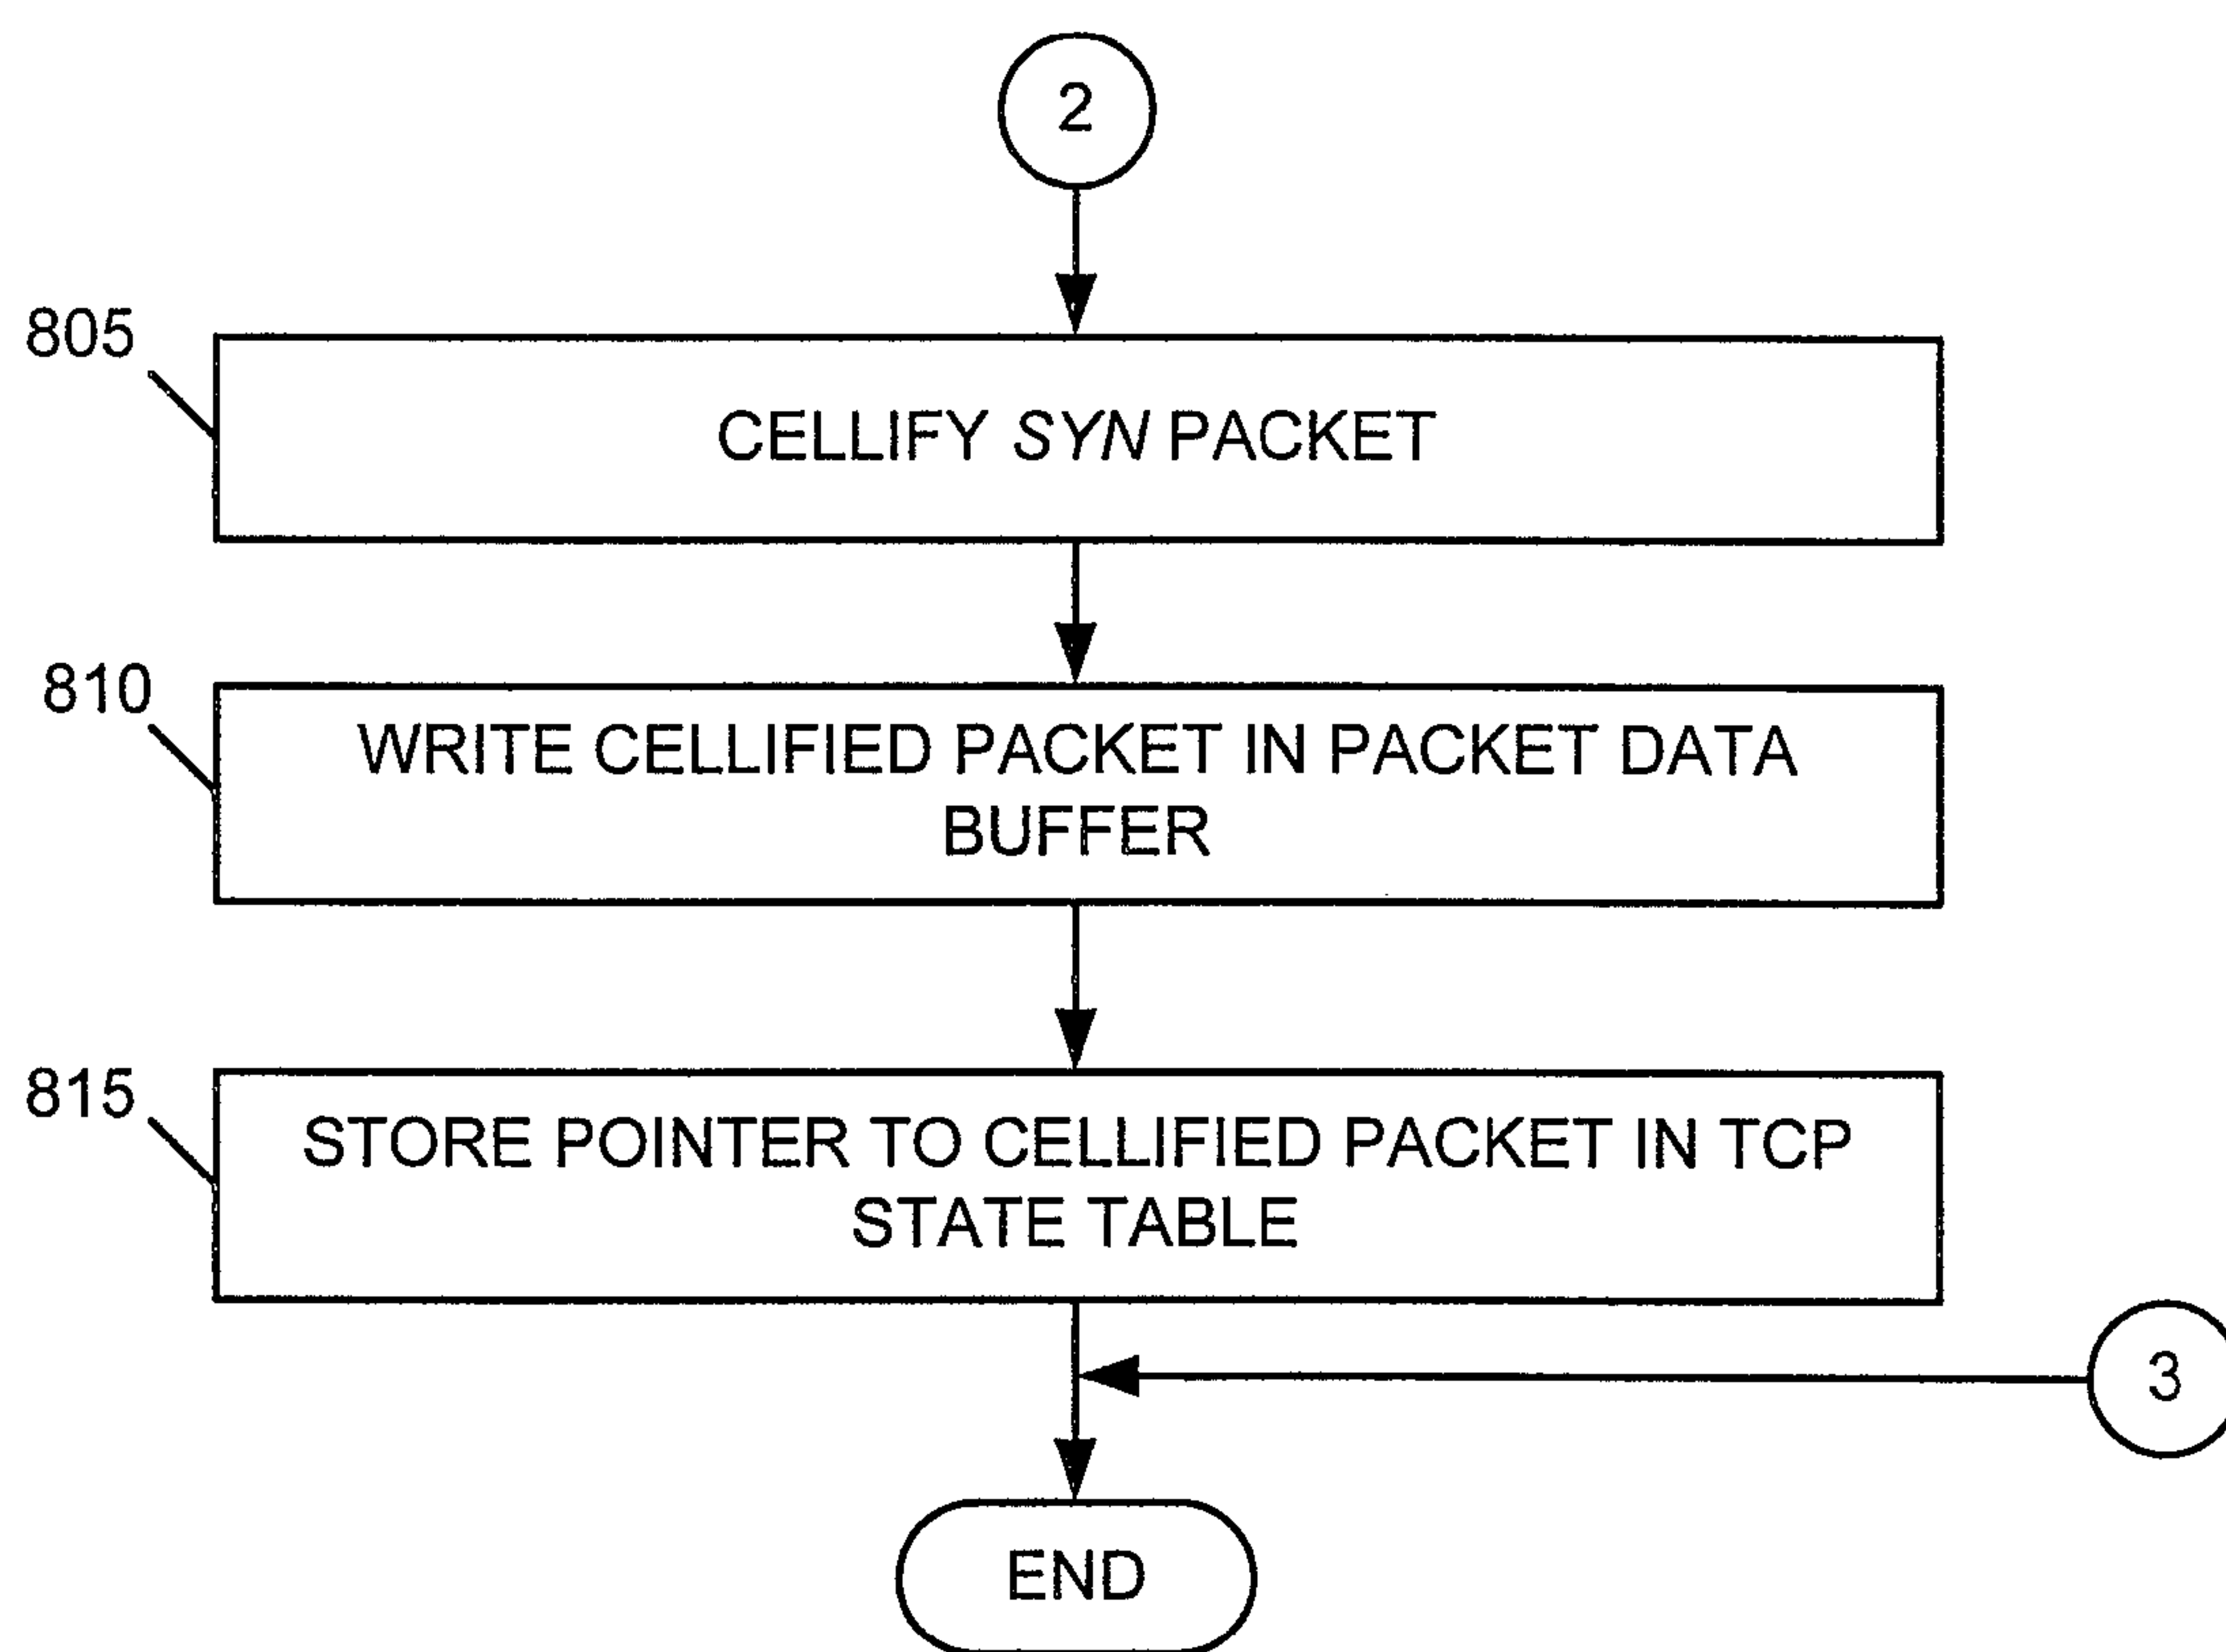 2
805
CELLIFY SYN PACKET
810
WRITE CELLIFIED PACKET IN PACKET DATA
BUFFER
815
STORE POINTER TO CELLIFIED PACKET IN TCP
STATE TABLE
3
END